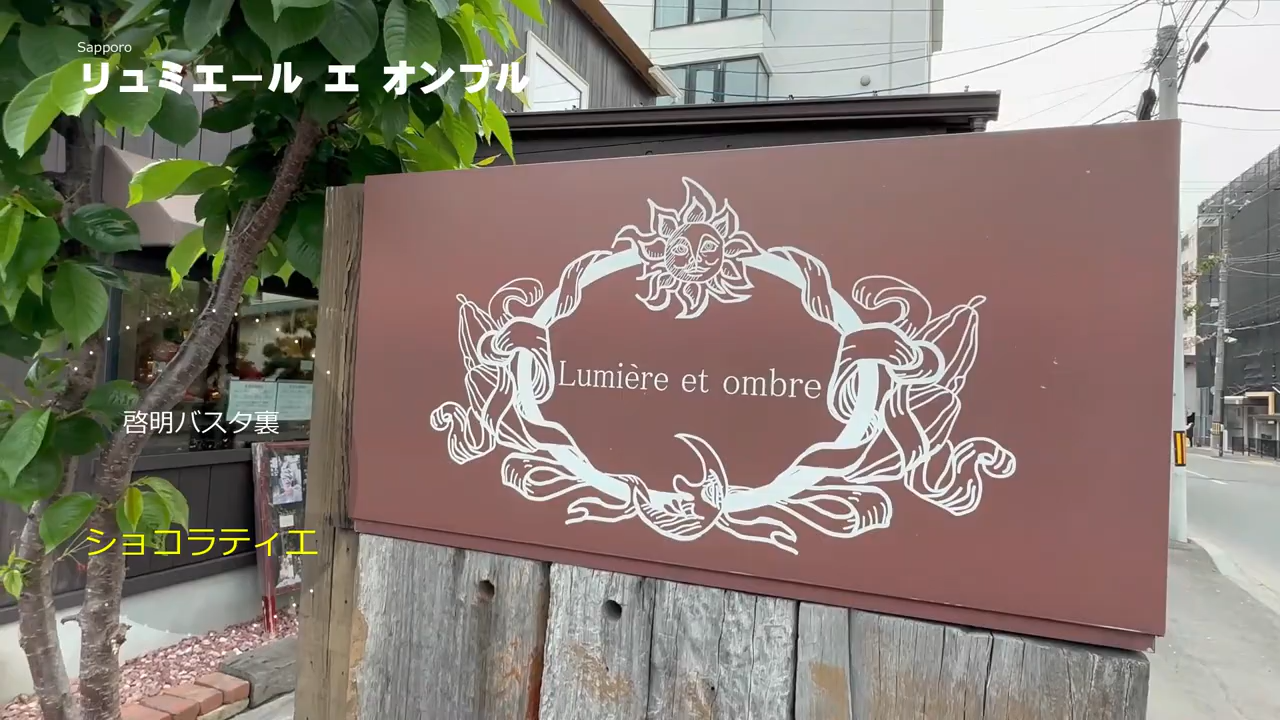 Sapporo
リュミエール エ オンブル
Lumière et ombre
啓明バスタ裏
ショコラティエ